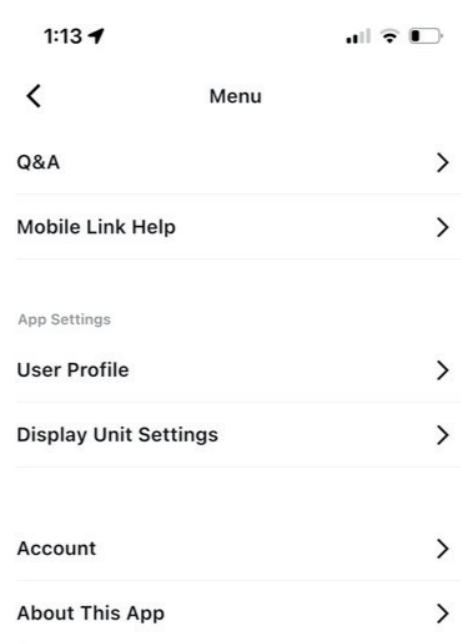 1:13
Menu
Q&A
Mobile Link Help
App Settings
User Profile
Display Unit Settings
Account
About This App